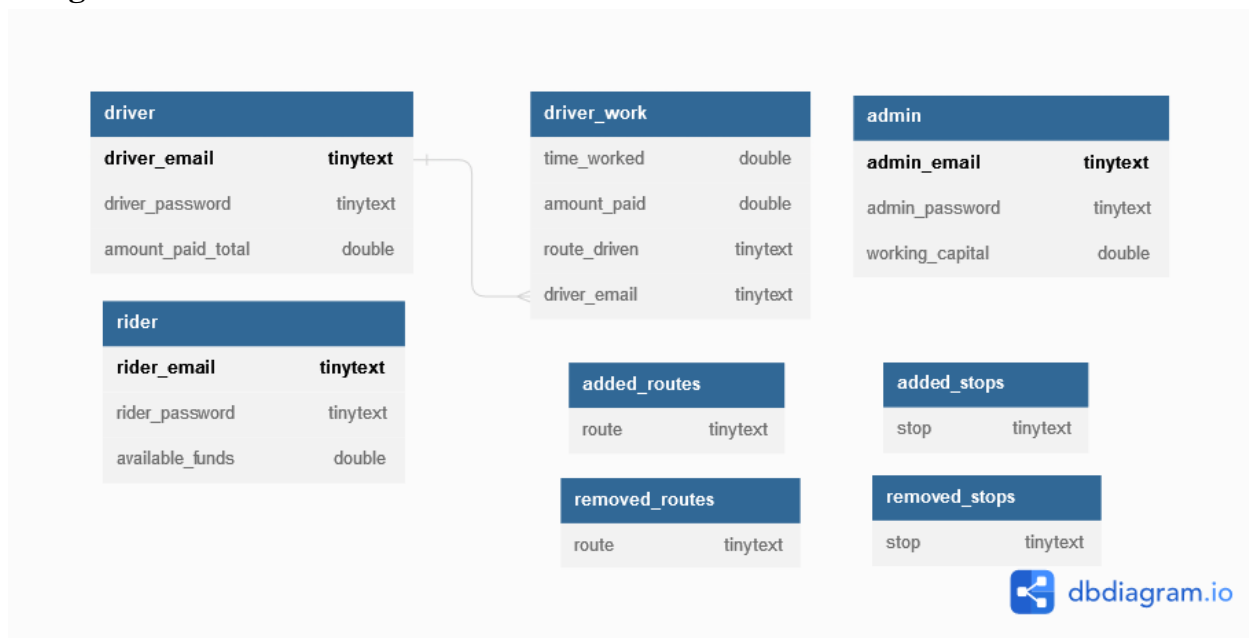 driver
driver_email tinytext
driver_password tinytext
amount_paid_total double
driver_work
time_worked double
amount_paid double
route_driven tinytext
driver_email tinytext
admin
admin_email tinytext
admin_password tinytext
working_capital double
rider
rider_email tinytext
rider_password tinytext
available_funds double
added_routes
route tinytext
added_stops
stop tinytext
removed_routes
route tinytext
removed_stops
stop tinytext
dbdiagram.io